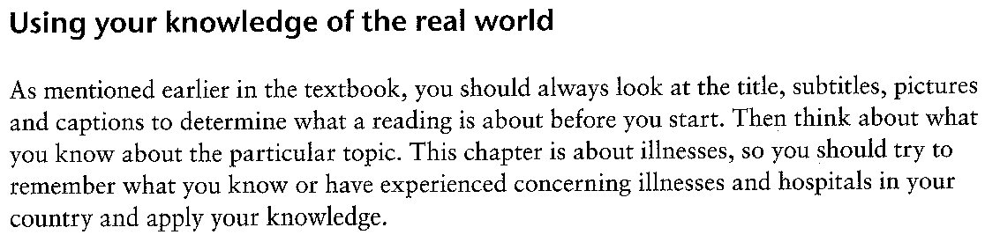 Using your knowledge of the real world
As mentioned earlier in the textbook, you should always look at the title, subtitles, pictures
and captions to determine what a reading is about before you start. Then think about what
you know about the particular topic. This chapter is about illnesses, so you should try to
remember what you know or have experienced concerning illnesses and hospitals in your
country and apply your knowledge.